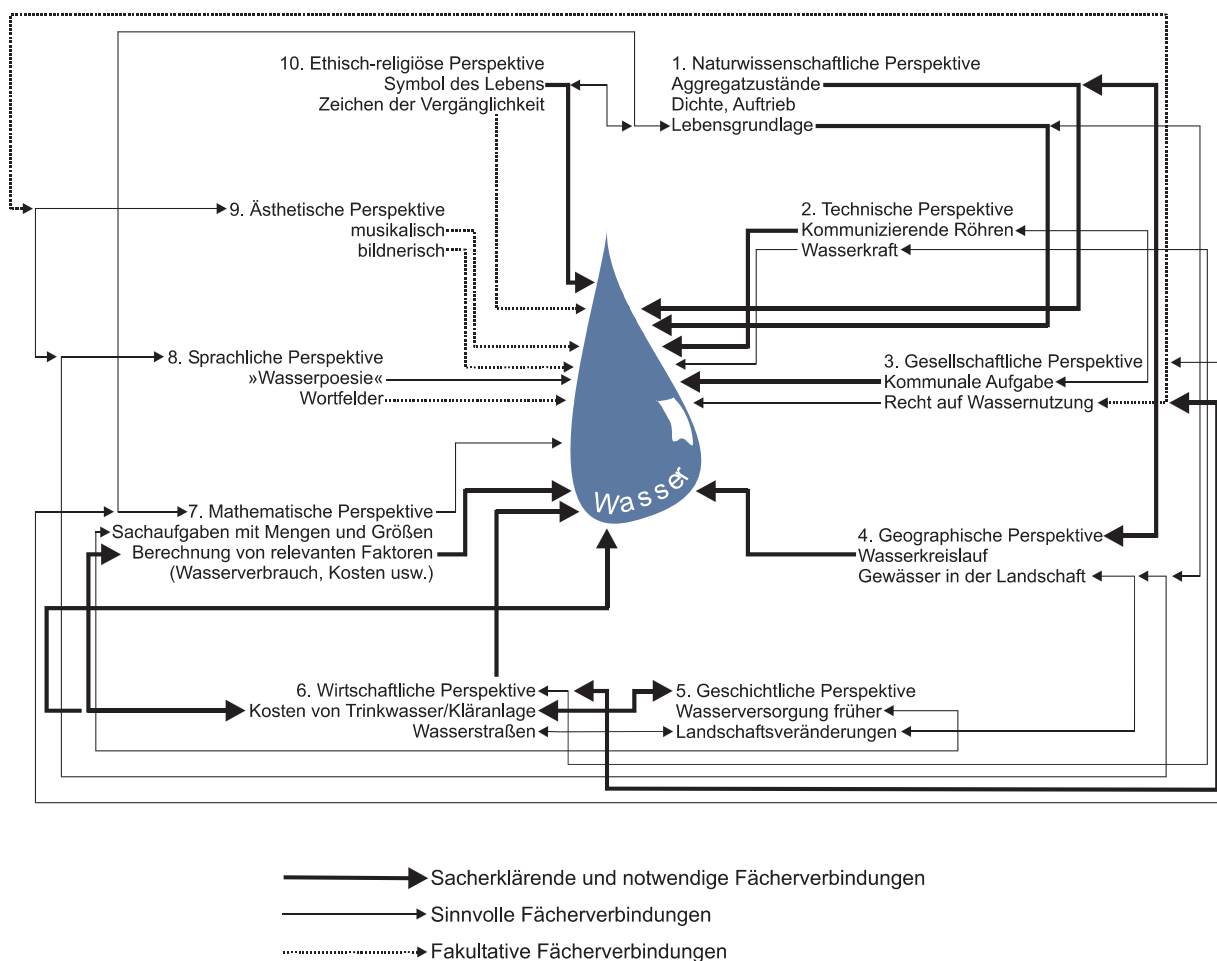 10. Ethisch-religiöse Perspektive
Symbol des Lebens
Zeichen der Vergänglichkeit
1. Naturwissenschaftliche Perspektive
Aggregatzustände
Dichte, Auftrieb
Lebensgrundlage
9. Ästhetische Perspektive
musikalisch
bildnerisch
2. Technische Perspektive
Kommunizierende Röhren
Wasserkraft
8. Sprachliche Perspektive
»Wasserpoesie«
Wortfelder
3. Gesellschaftliche Perspektive
Kommunale Aufgabe
Recht auf Wassernutzung
Wasser
7. Mathematische Perspektive
Sachaufgaben mit Mengen und Größen
Berechnung von relevanten Faktoren
(Wasserverbrauch, Kosten usw.)
4. Geographische Perspektive
Wasserkreislauf
Gewässer in der Landschaft
6. Wirtschaftliche Perspektive
Kosten von Trinkwasser/Kläranlage
Wasserstraßen
5. Geschichtliche Perspektive
Wasserversorgung früher
Landschaftsveränderungen
Sacherklärende und notwendige Fächerverbindungen
Sinnvolle Fächerverbindungen
Fakultative Fächerverbindungen